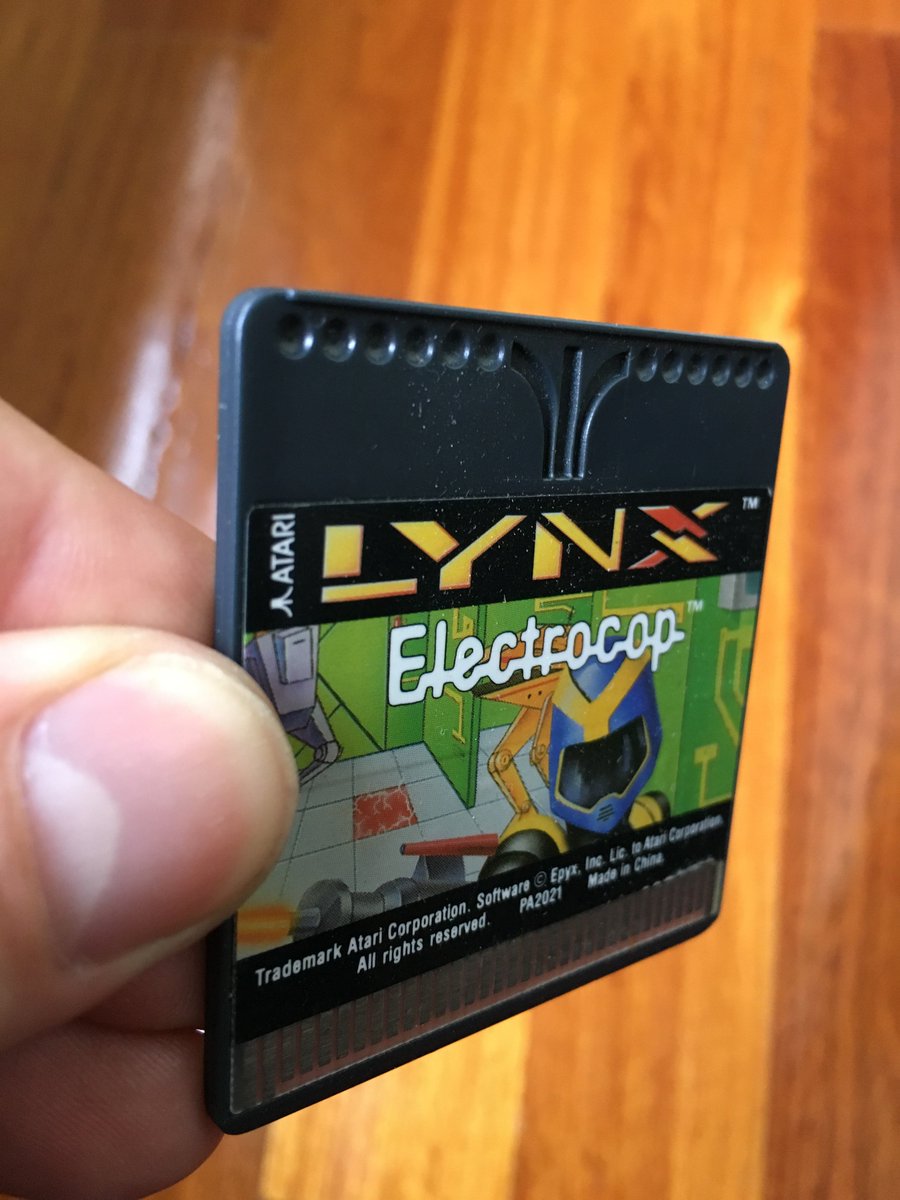 ATARI
LYNX™
Electrocop™
Trademark Atari Corporation. Software © Epyx, Inc. Lic. to Atari Corporation.
All rights reserved. PA2021 Made in China.